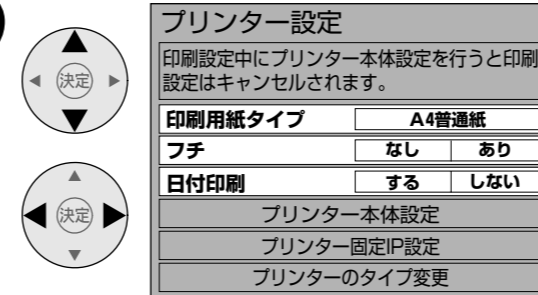 プリンター設定
印刷設定中にプリンター本体設定を行うと印刷
設定はキャンセルされます。
印刷用紙タイプ A4普通紙
フチ なし あり
日付印刷 する しない
プリンター本体設定
プリンター固定IP設定
プリンターのタイプ変更
決定
決定